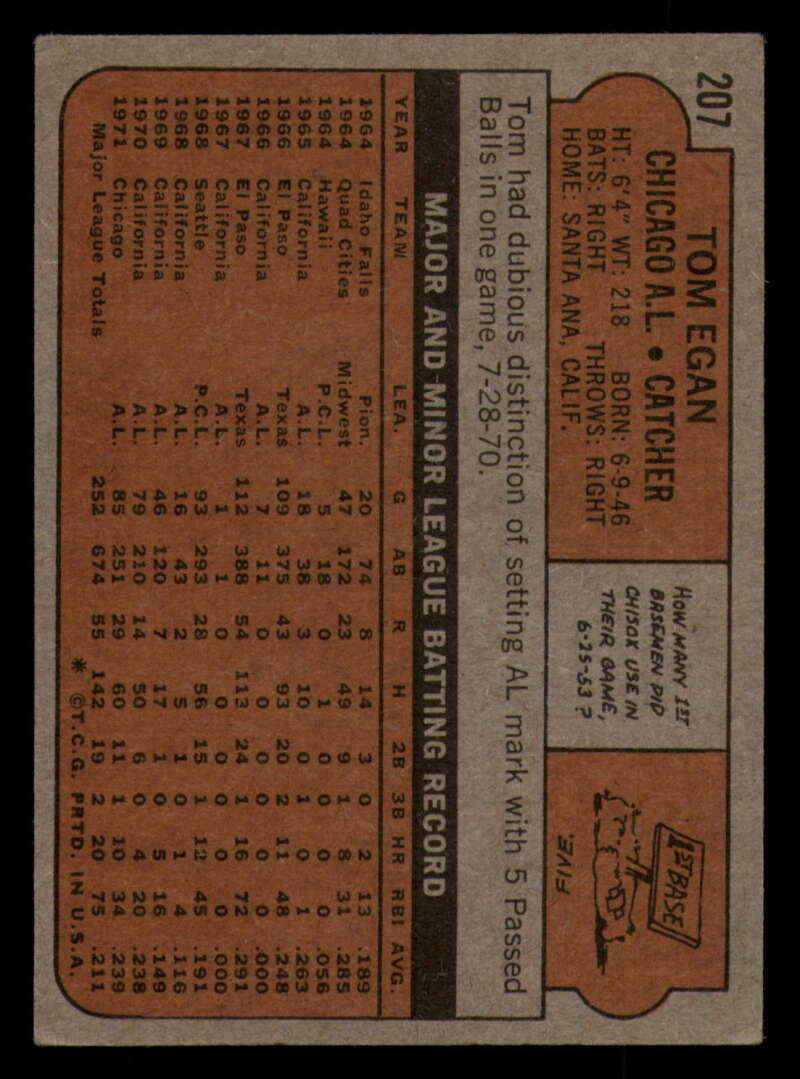 207
TOM EGAN
CHICAGO A.L. • CATCHER
HT: 6'4" WT: 218 BORN: 6-9-46
BATS: RIGHT THROWS: RIGHT
HOME: SANTA ANA, CALIF.
HOW MANY 1ST
BASEMEN DID
CHISOX USE IN
THEIR GAME,
6-25-53?
1ST BASE
FIVE.
Tom had dubious distinction of setting AL mark with 5 Passed
Balls in one game, 7-28-70.
MAJOR AND MINOR LEAGUE BATTING RECORD
YEAR TEAM LEA. G AB R H 2B 3B HR RBI AVG.
1964 Idaho Falls Pion. 20 74 8 14 3 0 2 13 .189
1964 Quad Cities Midwest 47 172 23 49 9 1 8 31 .285
1964 Hawaii P.C.L. 5 18 0 1 0 0 0 0 .056
1965 California A.L. 18 38 3 10 0 1 0 1 .263
1966 El Paso Texas 109 375 43 93 20 2 11 48 .248
1966 California A.L. 7 11 0 0 0 0 0 0 .000
1967 El Paso Texas 112 388 54 113 24 1 16 72 .291
1967 California A.L. 1 1 0 0 0 0 0 0 .000
1968 Seattle P.C.L. 93 293 28 56 15 1 12 45 .191
1968 California A.L. 16 43 2 5 1 0 1 4 .116
1969 California A.L. 46 120 7 17 1 0 5 16 .149
1970 California A.L. 79 210 14 50 6 0 4 20 .238
1971 Chicago A.L. 85 251 29 60 11 1 10 34 .239
Major League Totals 252 674 55 142 19 2 20 75 .211
* © T.C.G. PRTD. IN U.S.A.